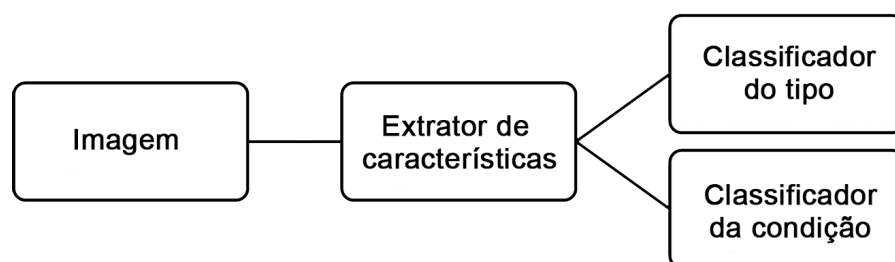 Imagem
Extrator de
características
Classificador
do tipo
Classificador
da condição